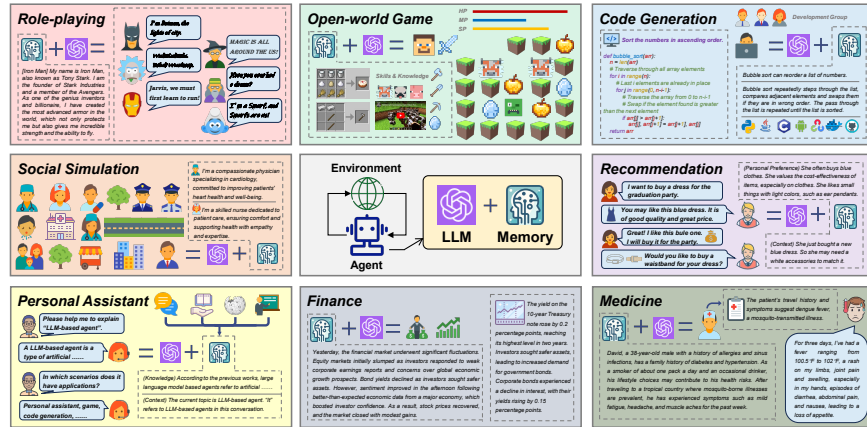 Role-playing
[Iron Man] My name is Iron Man,
also known as Tony Stark. I am
the founder of Stark Industries
and a member of the Avengers.
As one of the genius inventors
and billionaire, I have created
the most advanced armor in the
world, which not only protects
me but also gives me incredible
strength and the ability to fly.
I'm Batman, the
lights of city.
MAGIC IS ALL
AROUND THE US!
Jarviz, we must
first learn to run!
I'm a Smurf, and
Smurfs are us!
Open-world Game
HP
MP
SP
Skills & Knowledge
Code Generation
Sort the numbers in ascending order.
def bubble_sort(arr):
n = len(arr)
# Traverse through all array elements
for i in range(n):
# Last i elements are already in place
for j in range(0, n-i-1):
# Traverse the array from 0 to n-i-1
# Swap if the element found is greater
than the next element
if arr[j] > arr[j+1]:
arr[j], arr[j+1] = arr[j+1], arr[j]
return arr
Development Group
Bubble sort can reorder a list of numbers.
Bubble sort repeatedly steps through the list,
compares adjacent elements and swaps them
if they are in wrong order. The pass through
the list is repeated until the list is sorted.
Social Simulation
I'm a compassionate physician
specializing in cardiology,
committed to improving patients'
heart health and well-being.
I'm a skilled nurse dedicated to
patient care, ensuring comfort and
supporting health with empathy
and expertise.
Environment
Agent
LLM
Memory
Recommendation
I want to buy a dress for the
graduation party.
You may like this blue dress. It is
of good quality and great price.
Great! I like this bule one.
I will buy it for the party.
Would you like to buy a
waistband for your dress?
(Personal Preference) She often buys blue
clothes. She values the cost-effectiveness of
items, especially on clothes. She likes small
things with light colors, such as ear pendants.
(Context) She just bought a new
blue dress. So she may need a
white accessories to match it.
Personal Assistant
Please help me to explain
"LLM-based agent".
A LLM-based agent is a
type of artificial ......
In which scenarios does it
have applications?
Personal assistant, game,
code generation, ......
(Knowledge) According to the previous works, large
language model based agents refer to artificial ......
(Context) The current topic is LLM-based agent. "It"
refers to LLM-based agents in this conversation.
Finance
Yesterday, the financial market underwent significant fluctuations.
Equity markets initially slumped as investors responded to weak
corporate earnings reports and concerns over global economic
growth prospects. Bond yields declined as investors sought safer
assets. However, sentiment improved in the afternoon following
better-than-expected economic data from a major economy, which
boosted investor confidence. As a result, stock prices recovered,
and the market closed with modest gains.
The yield on the
10-year Treasury
note rose by 0.2
percentage points,
reaching its
highest level in two years.
Investors sought safer assets,
leading to increased demand
for government bonds.
Corporate bonds experienced
a decline in interest, with
their yields rising by 0.15
percentage points.
Medicine
The patient's travel history and
symptoms suggest dengue fever,
a mosquito-transmitted illness.
David, a 38-year-old male with a history of allergies and sinus
infections, has a family history of diabetes and hypertension. As
a smoker of about one pack a day and an occasional drinker,
his lifestyle choices may contribute to his health risks. After
traveling to a tropical country where mosquito-borne illnesses
are prevalent, he has experienced symptoms such as mild
fatigue, headache, and muscle aches for the past week.
For three days, I've had a
fever ranging from
100.5°F to 102°F, a rash
on my limbs, joint pain
and swelling, especially
in my hands, episodes of
diarrhea, abdominal pain,
and nausea, leading to a
loss of appetite.